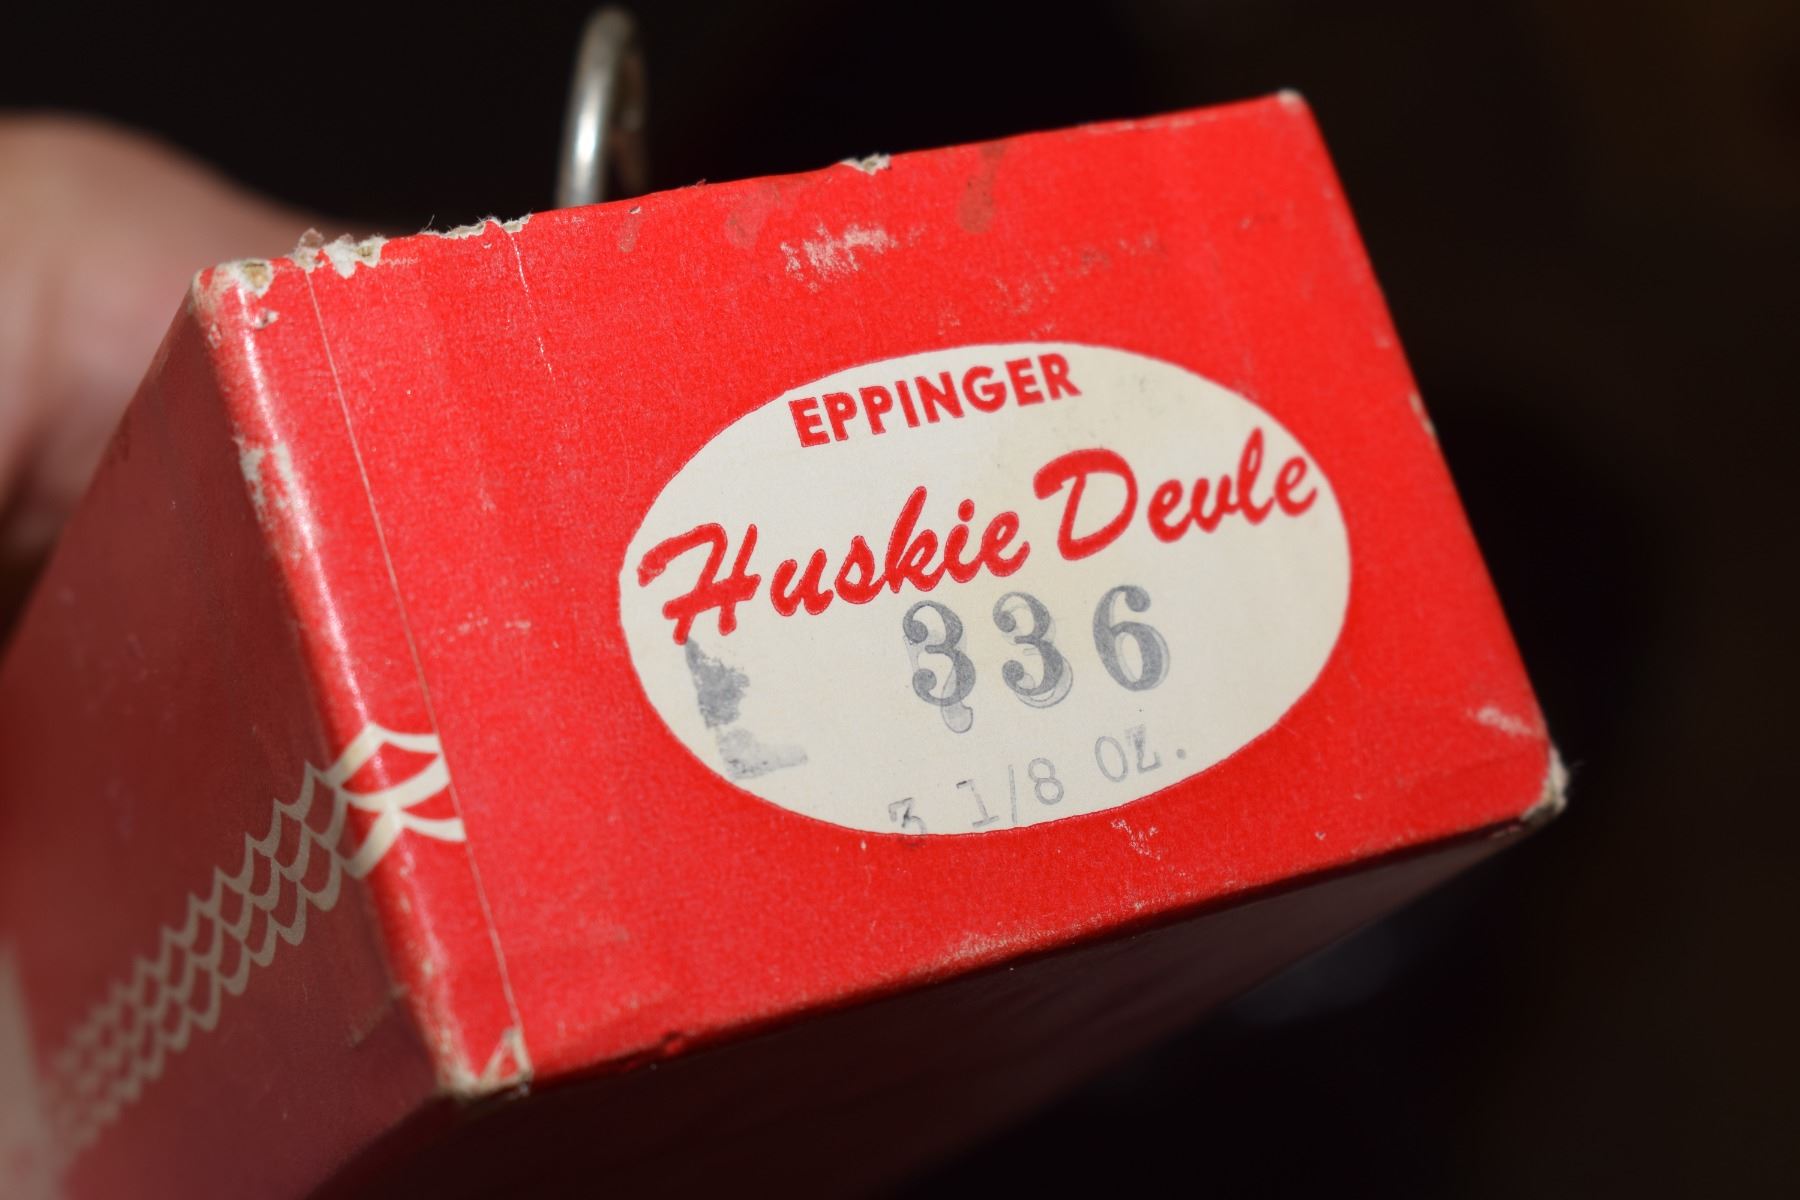 EPPINGER
Huskie Devle
336
3 1/8 OZ.